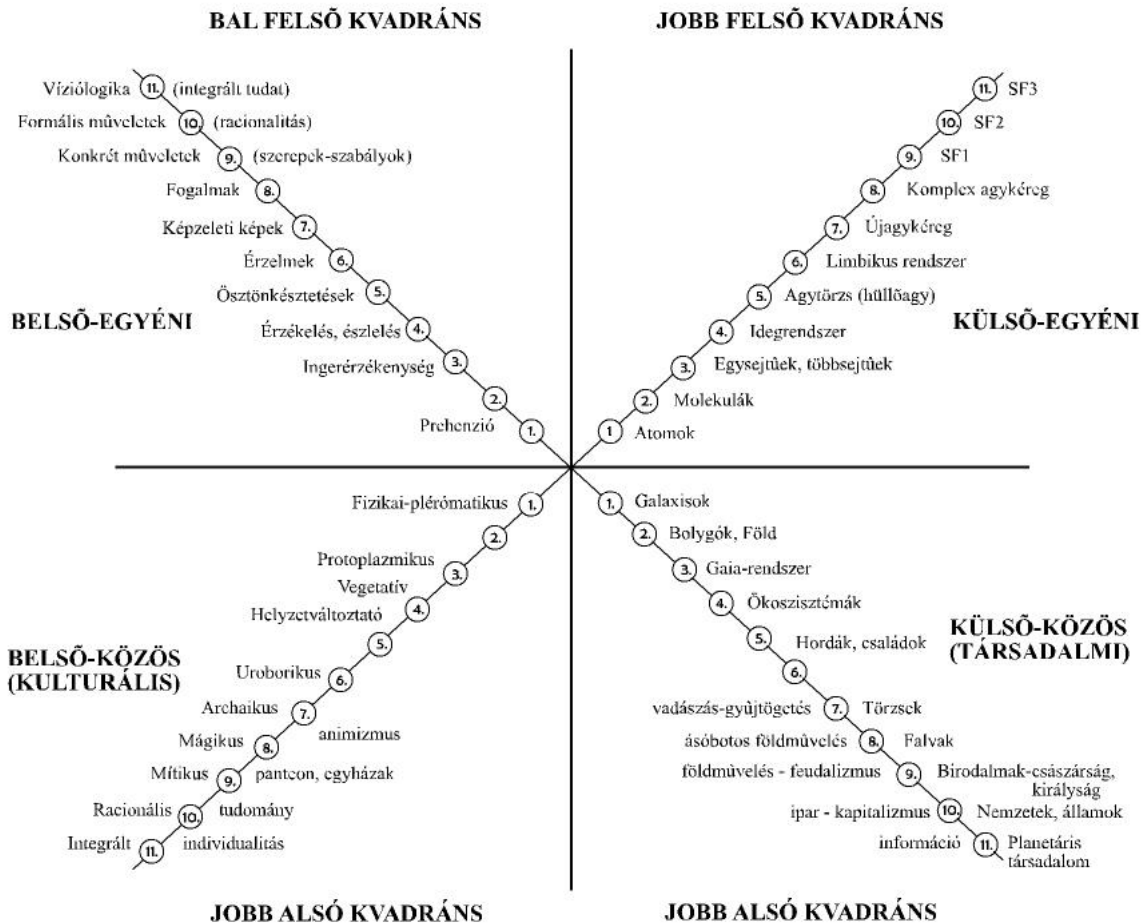 BAL FELSÕ KVADRÁNS
JOBB FELSÕ KVADRÁNS
Víziólogika 11. (integrált tudat)
Formális mûveletek 10. (racionalitás)
Konkrét mûveletek 9. (szerepek-szabályok)
Fogalmak 8.
Képzeleti képek 7.
Érzelmek 6.
Ösztönkésztetések 5.
Érzékelés, észlelés 4.
Ingerérzékenység 3.
2.
Prehenzió 1.
BELSÕ-EGYÉNI
11. SF3
10. SF2
9. SF1
8. Komplex agykéreg
7. Újagykéreg
6. Limbikus rendszer
5. Agytörzs (hüllõagy)
4. Idegrendszer
3. Egysejtûek, többsejtûek
2. Molekulák
1 Atomok
KÜLSÕ-EGYÉNI
Fizikai-plérómatikus 1.
2.
Protoplazmikus 3.
Vegetatív 4.
Helyzetváltoztató 5.
Uroborikus 6.
Archaikus 7. animizmus
Mágikus 8.
Mítikus 9. panteon, egyházak
Racionális 10. tudomány
Integrált 11. individualitás
BELSÕ-KÖZÖS
(KULTURÁLIS)
1. Galaxisok
2. Bolygók, Föld
3. Gaia-rendszer
4. Ökoszisztémák
5. Hordák, családok
6.
vadászás-gyûjtögetés 7. Törzsek
ásóbotos földmûvelés 8. Falvak
földmûvelés - feudalizmus 9. Birodalmak-császárság,
királyság
ipar - kapitalizmus 10. Nemzetek, államok
információ 11. Planetáris
társadalom
KÜLSÕ-KÖZÖS
(TÁRSADALMI)
JOBB ALSÓ KVADRÁNS
JOBB ALSÓ KVADRÁNS